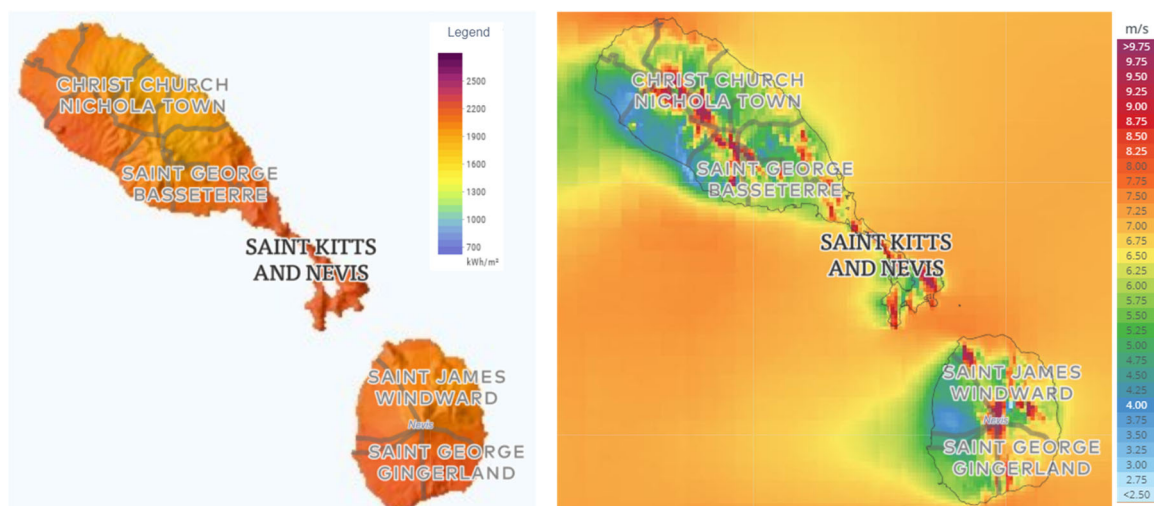 Legend
2500
2200
1900
1600
1300
1000
700
kWh/m²
CHRIST CHURCH
NICHOLA TOWN
SAINT GEORGE
BASSETERRE
SAINT KITTS
AND NEVIS
SAINT JAMES
WINDWARD
Nevis
SAINT GEORGE
GINGERLAND
CHRIST CHURCH
NICHOLA TOWN
SAINT GEORGE
BASSETERRE
SAINT KITTS
AND NEVIS
SAINT JAMES
WINDWARD
Nevis
SAINT GEORGE
GINGERLAND
m/s
>9.75
9.75
9.50
9.25
9.00
8.75
8.50
8.25
8.00
7.75
7.50
7.25
7.00
6.75
6.50
6.25
6.00
5.75
5.50
5.25
5.00
4.75
4.50
4.25
4.00
3.75
3.50
3.25
3.00
2.75
<2.50